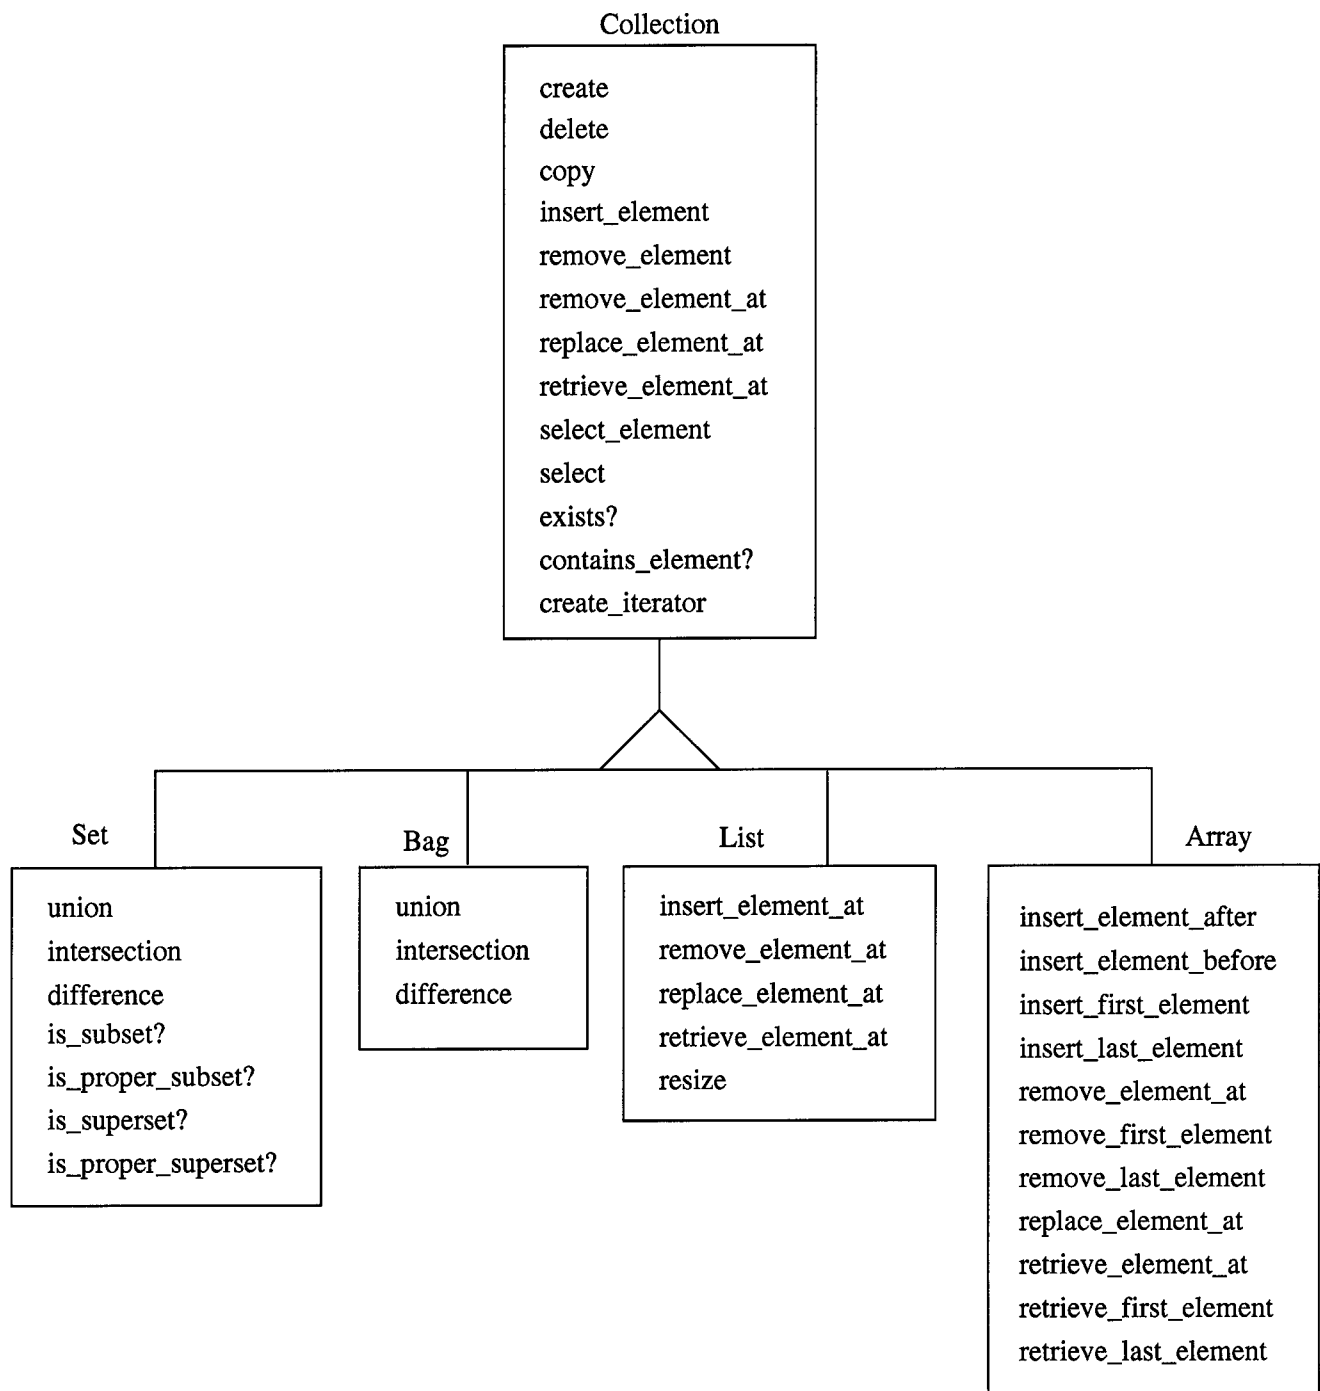 Collection
create
delete
copy
insert_element
remove_element
remove_element_at
replace_element_at
retrieve_element_at
select_element
select
exists?
contains_element?
create_iterator
Set
union
intersection
difference
is_subset?
is_proper_subset?
is_superset?
is_proper_superset?
Bag
union
intersection
difference
List
insert_element_at
remove_element_at
replace_element_at
retrieve_element_at
resize
Array
insert_element_after
insert_element_before
insert_first_element
insert_last_element
remove_element_at
remove_first_element
remove_last_element
replace_element_at
retrieve_element_at
retrieve_first_element
retrieve_last_element